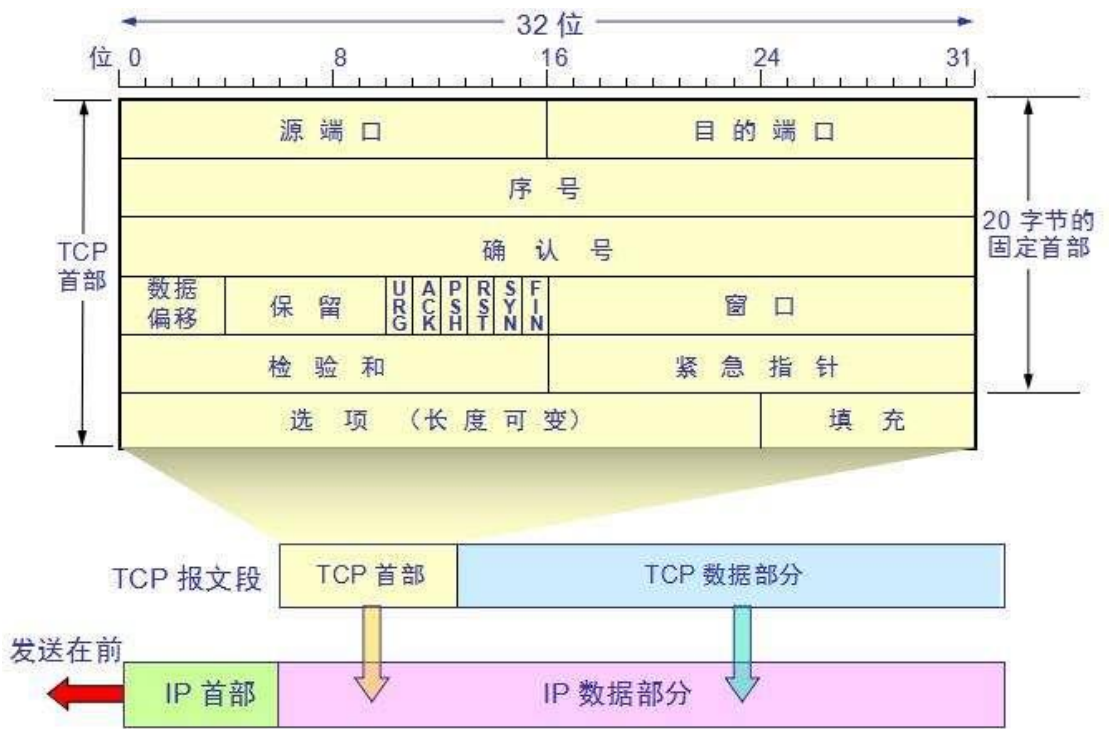 32 位
位 0 8 16 24 31
源 端 口 目 的 端 口
序 号
确 认 号
TCP
首部
20 字节的
固定首部
数据
偏移
保 留
URG
ACK
PSH
RST
SYN
FIN
窗 口
检 验 和 紧 急 指 针
选 项 （长 度 可 变） 填 充
TCP 报文段 TCP 首部 TCP 数据部分
发送在前
IP 首部 IP 数据部分